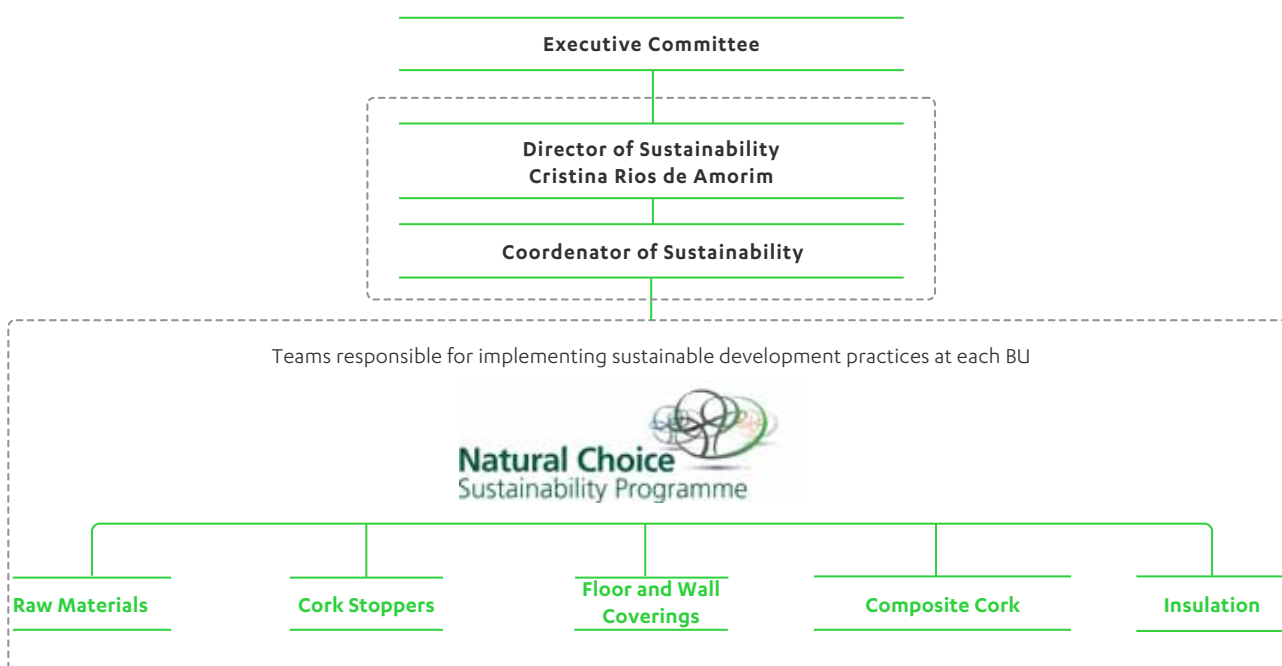 Executive Committee
Director of Sustainability
Cristina Rios de Amorim
Coordenator of Sustainability
Teams responsible for implementing sustainable development practices at each BU
Natural Choice
Sustainability Programme
Raw Materials
Cork Stoppers
Floor and Wall
Coverings
Composite Cork
Insulation